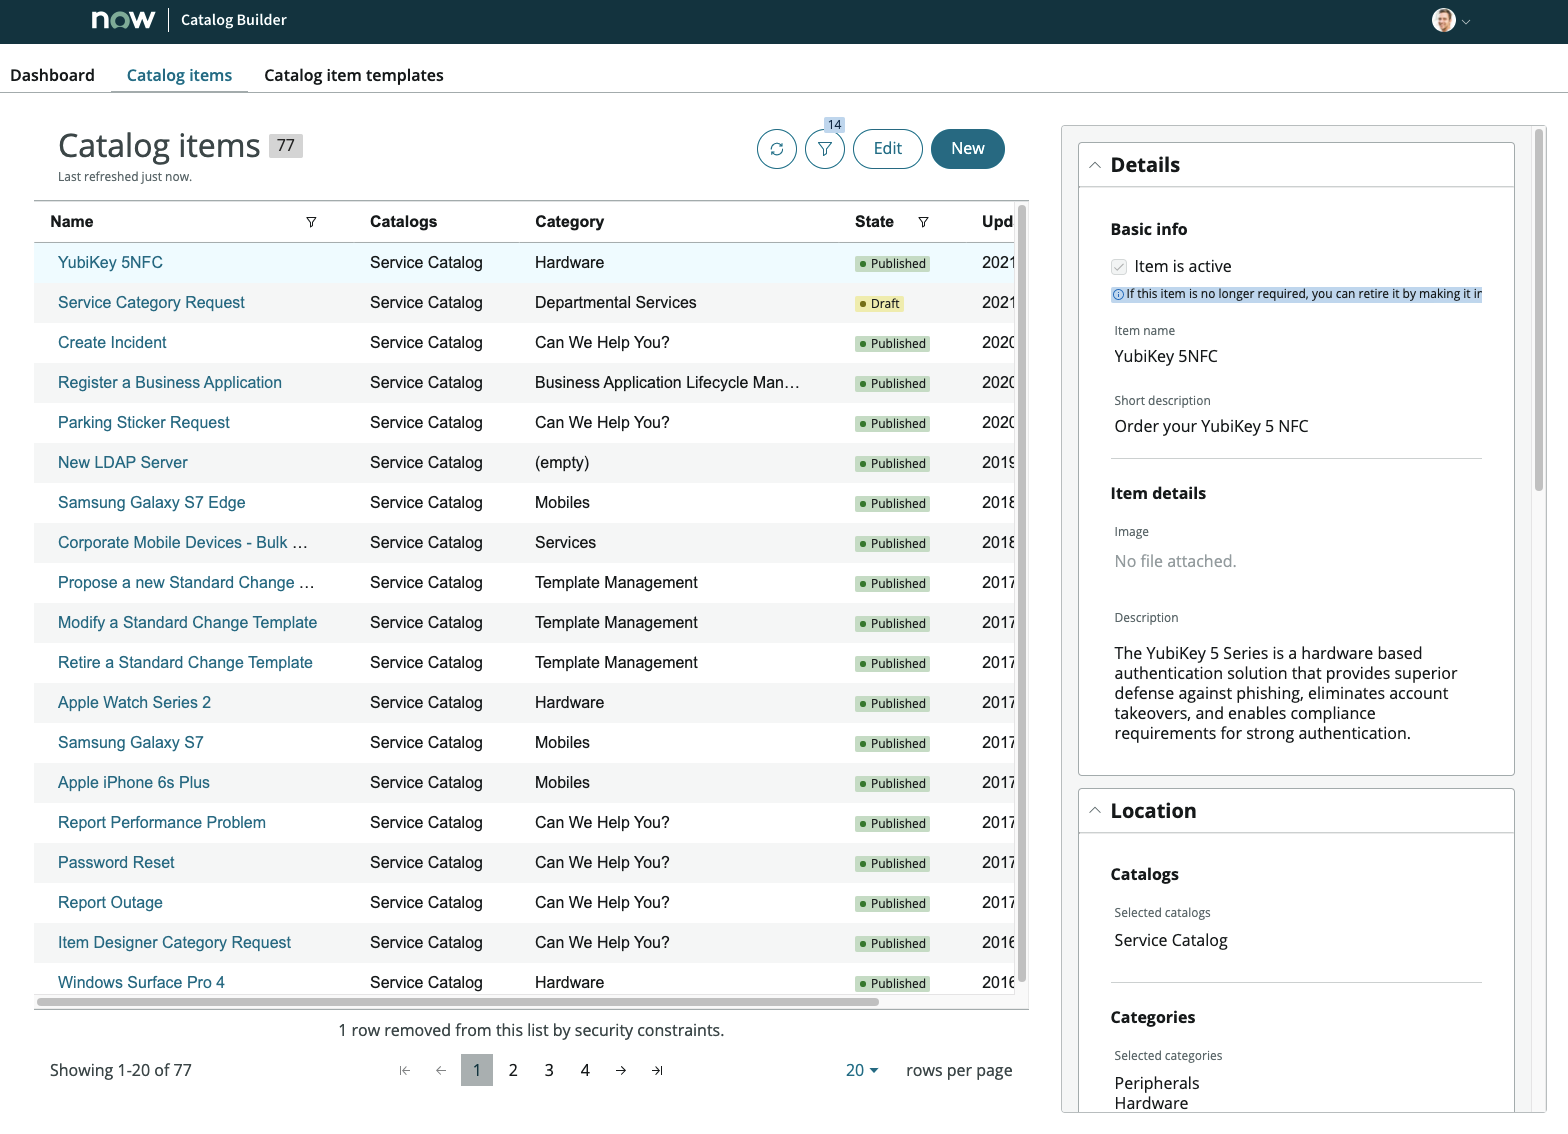 now Catalog Builder
Dashboard Catalog items Catalog item templates
Catalog items 77
Last refreshed just now.
14
Edit New
Name Catalogs Category State Upd
YubiKey 5NFC Service Catalog Hardware Published 2021
Service Category Request Service Catalog Departmental Services Draft 2021
Create Incident Service Catalog Can We Help You? Published 2020
Register a Business Application Service Catalog Business Application Lifecycle Man... Published 2020
Parking Sticker Request Service Catalog Can We Help You? Published 2020
New LDAP Server Service Catalog (empty) Published 2019
Samsung Galaxy S7 Edge Service Catalog Mobiles Published 2018
Corporate Mobile Devices - Bulk ... Service Catalog Services Published 2018
Propose a new Standard Change ... Service Catalog Template Management Published 2017
Modify a Standard Change Template Service Catalog Template Management Published 2017
Retire a Standard Change Template Service Catalog Template Management Published 2017
Apple Watch Series 2 Service Catalog Hardware Published 2017
Samsung Galaxy S7 Service Catalog Mobiles Published 2017
Apple iPhone 6s Plus Service Catalog Mobiles Published 2017
Report Performance Problem Service Catalog Can We Help You? Published 2017
Password Reset Service Catalog Can We Help You? Published 2017
Report Outage Service Catalog Can We Help You? Published 2017
Item Designer Category Request Service Catalog Can We Help You? Published 2016
Windows Surface Pro 4 Service Catalog Hardware Published 2016
1 row removed from this list by security constraints.
Showing 1-20 of 77 1 2 3 4 20 rows per page
Details
Basic info
Item is active
If this item is no longer required, you can retire it by making it
Item name
YubiKey 5NFC
Short description
Order your YubiKey 5 NFC
Item details
Image
No file attached.
Description
The YubiKey 5 Series is a hardware based
authentication solution that provides superior
defense against phishing, eliminates account
takeovers, and enables compliance
requirements for strong authentication.
Location
Catalogs
Selected catalogs
Service Catalog
Categories
Selected categories
Peripherals
Hardware